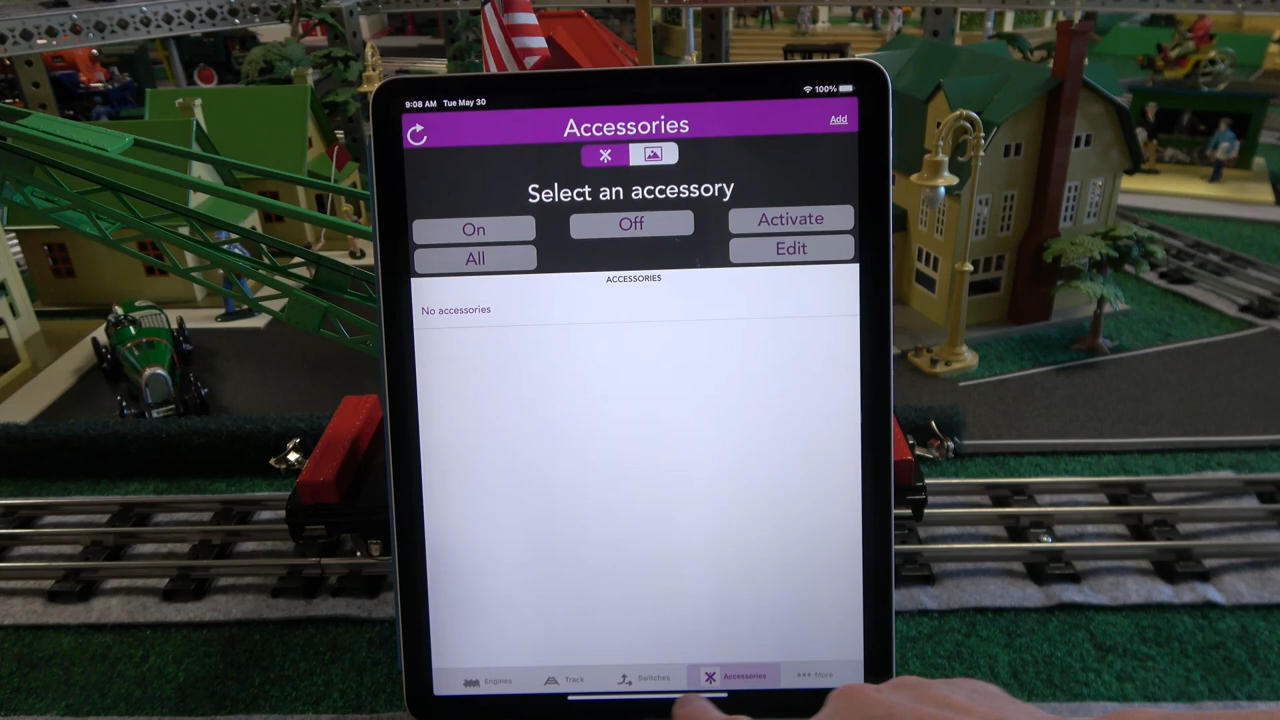 9:08 AM Tue May 30
100%
Accessories
Add
Select an accessory
On
Off
Activate
All
Edit
ACCESSORIES
No accessories
Engines
Track
Switches
Accessories
More